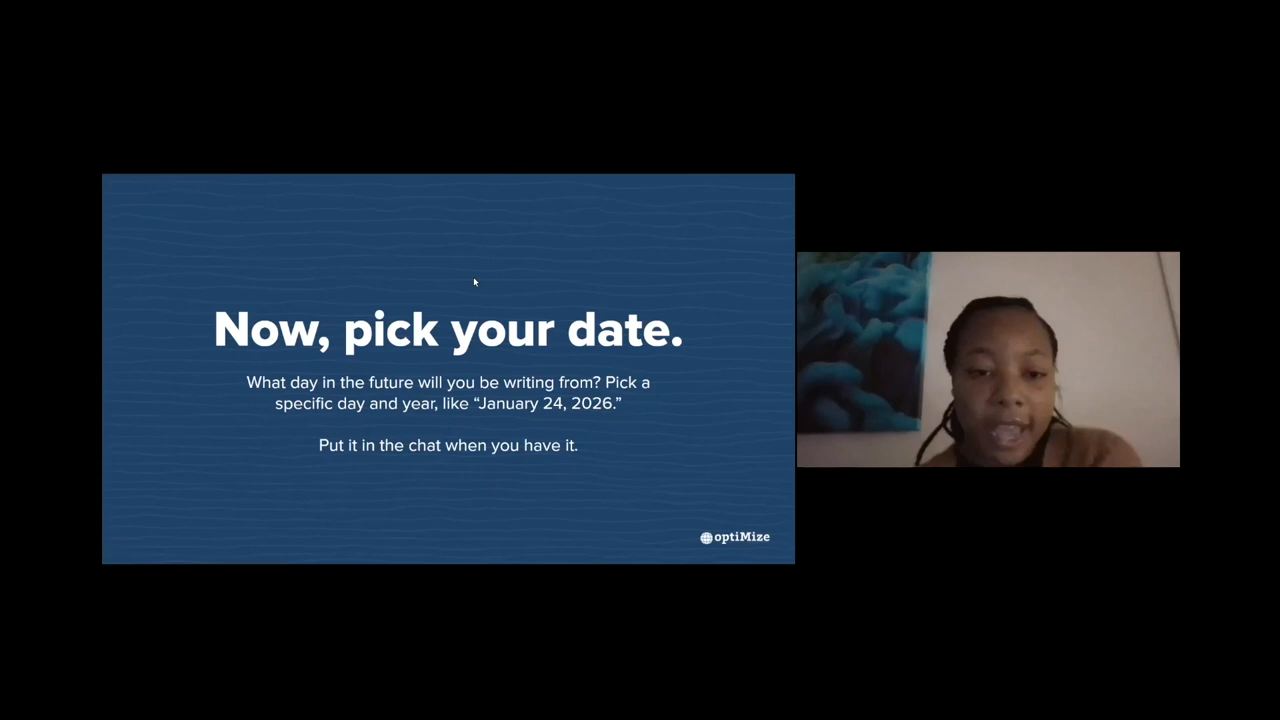 Now, pick your date.
What day in the future will you be writing from? Pick a
specific day and year, like “January 24, 2026.”
Put it in the chat when you have it.
optiMize